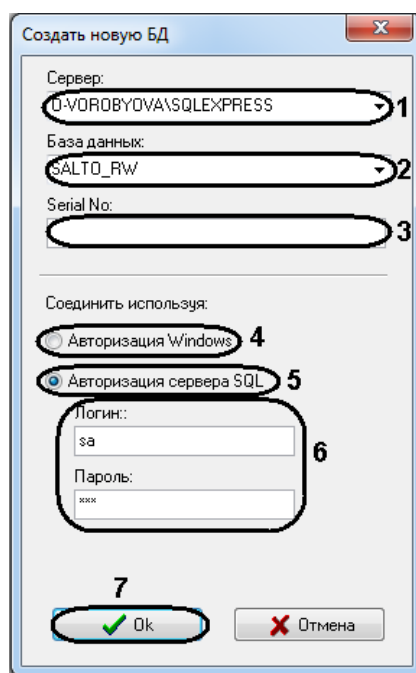 Создать новую БД
Сервер:
O-VOROBYOVA\SQLEXPRESS 1
База данных:
SALTO_RW 2
Serial No:
3
Соединить используя:
Авторизация Windows 4
Авторизация сервера SQL 5
Логин::
sa
6
Пароль:
***
7
Ok Отмена